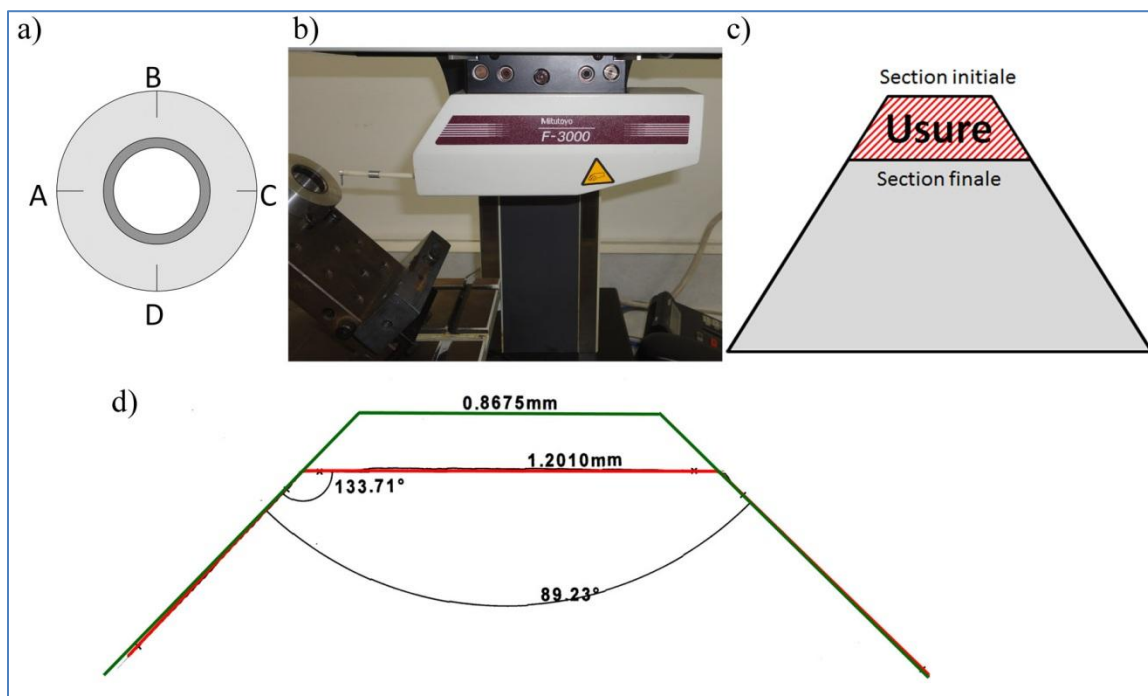 a)
B
A
C
D
b)
Mitutoyo
F-3000
c)
Section initiale
Usure
Section finale
d)
0.8675mm
1.2010mm
133.71°
89.23°